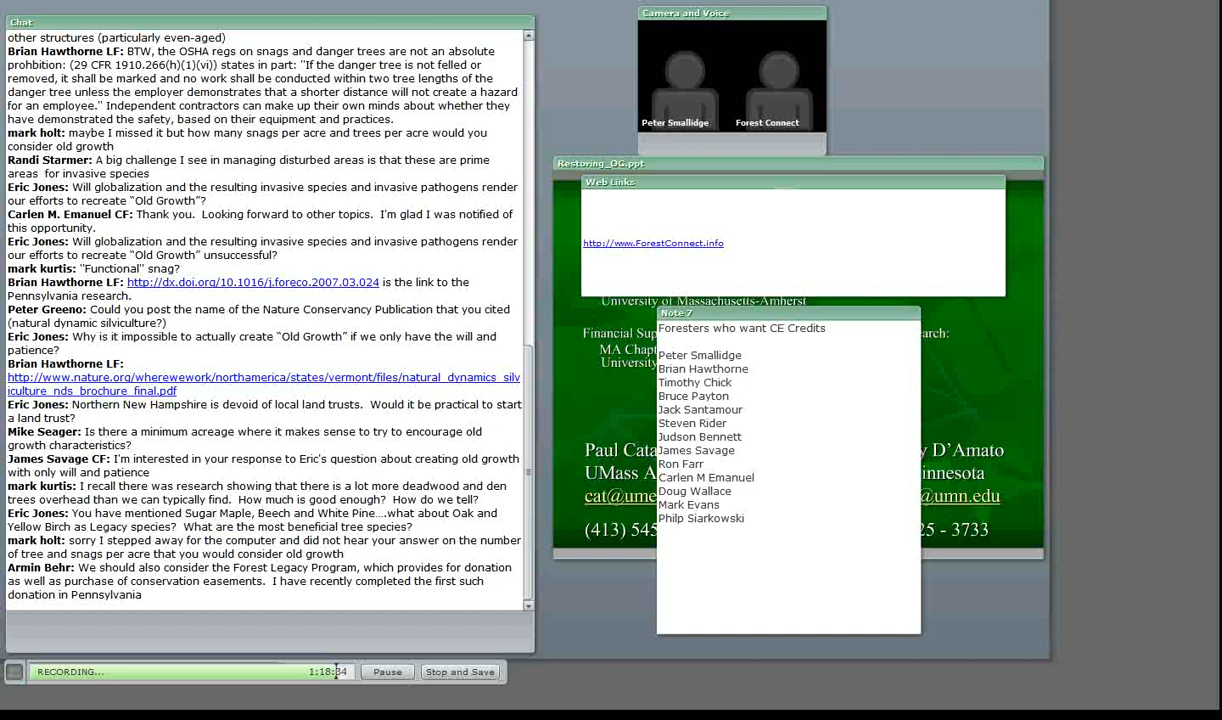 Chat
other structures (particularly even-aged)
Brian Hawthorne LF: BTW, the OSHA regs on snags and danger trees are not an absolute
prohbition: (29 CFR 1910.266(h)(1)(vi)) states in part: "If the danger tree is not felled or
removed, it shall be marked and no work shall be conducted within two tree lengths of the
danger tree unless the employer demonstrates that a shorter distance will not create a hazard
for an employee." Independent contractors can make up their own minds about whether they
have demonstrated the safety, based on their equipment and practices.
mark holt: maybe I missed it but how many snags per acre and trees per acre would you
consider old growth
Randi Starmer: A big challenge I see in managing disturbed areas is that these are prime
areas for invasive species
Eric Jones: Will globalization and the resulting invasive species and invasive pathogens render
our efforts to recreate “Old Growth”?
Carlen M. Emanuel CF: Thank you. Looking forward to other topics. I'm glad I was notified of
this opportunity.
Eric Jones: Will globalization and the resulting invasive species and invasive pathogens render
our efforts to recreate “Old Growth” unsuccessful?
mark kurtis: "Functional" snag?
Brian Hawthorne LF: http://dx.doi.org/10.1016/j.foreco.2007.03.024 is the link to the
Pennsylvania research.
Peter Greeno: Could you post the name of the Nature Conservancy Publication that you cited
(natural dynamic silviculture?)
Eric Jones: Why is it impossible to actually create “Old Growth” if we only have the will and
patience?
Brian Hawthorne LF:
http://www.nature.org/wherewework/northamerica/states/vermont/files/natural_dynamics_silv
iculture_nds_brochure_final.pdf
Eric Jones: Northern New Hampshire is devoid of local land trusts. Would it be practical to start
a land trust?
Mike Seager: Is there a minimum acreage where it makes sense to try to encourage old
growth characteristics?
James Savage CF: I'm interested in your response to Eric's question about creating old growth
with only will and patience
mark kurtis: I recall there was research showing that there is a lot more deadwood and den
trees overhead than we can typically find. How much is good enough? How do we tell?
Eric Jones: You have mentioned Sugar Maple, Beech and White Pine....what about Oak and
Yellow Birch as Legacy species? What are the most beneficial tree species?
mark holt: sorry I stepped away for the computer and did not hear your answer on the number
of tree and snags per acre that you would consider old growth
Armin Behr: We should also consider the Forest Legacy Program, which provides for donation
as well as purchase of conservation easements. I have recently completed the first such
donation in Pennsylvania
RECORDING... 1:18:34 Pause Stop and Save
Camera and Voice
Peter Smallidge Forest Connect
Restoring_OG.ppt
Web Links
http://www.ForestConnect.info
University of Massachusetts-Amherst
Financial Sup arch:
MA Chapt
University
Note 7
Foresters who want CE Credits
Peter Smallidge
Brian Hawthorne
Timothy Chick
Bruce Payton
Jack Santamour
Steven Rider
Judson Bennett
James Savage
Ron Farr
Carlen M Emanuel
Doug Wallace
Mark Evans
Philp Siarkowski
Paul Cata y D’Amato
UMass A innesota
cat@ume @umn.edu
(413) 545 25 - 3733